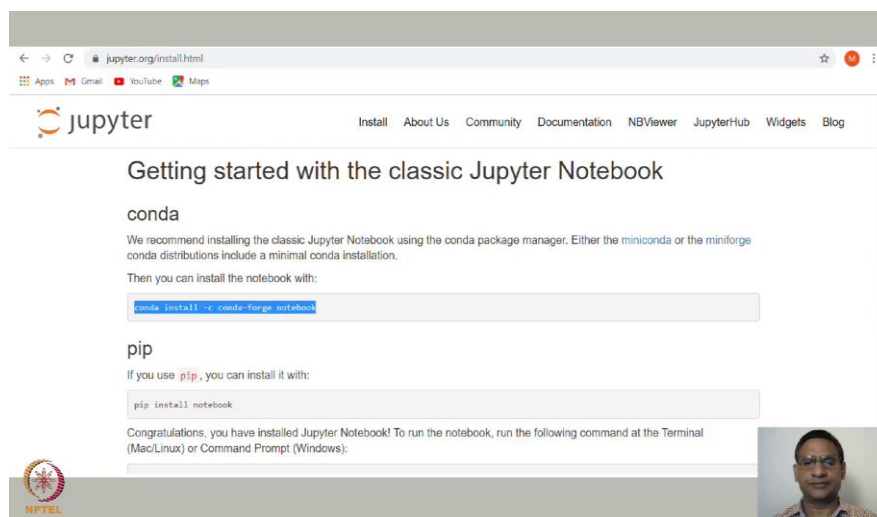 jupyter.org/install.html
M
Apps Gmail YouTube Maps
jupyter
Install About Us Community Documentation NBViewer JupyterHub Widgets Blog
Getting started with the classic Jupyter Notebook
conda
We recommend installing the classic Jupyter Notebook using the conda package manager. Either the miniconda or the miniforge
conda distributions include a minimal conda installation.
Then you can install the notebook with:
conda install -c conda-forge notebook
pip
If you use pip, you can install it with:
pip install notebook
Congratulations, you have installed Jupyter Notebook! To run the notebook, run the following command at the Terminal
(Mac/Linux) or Command Prompt (Windows):
NPTEL